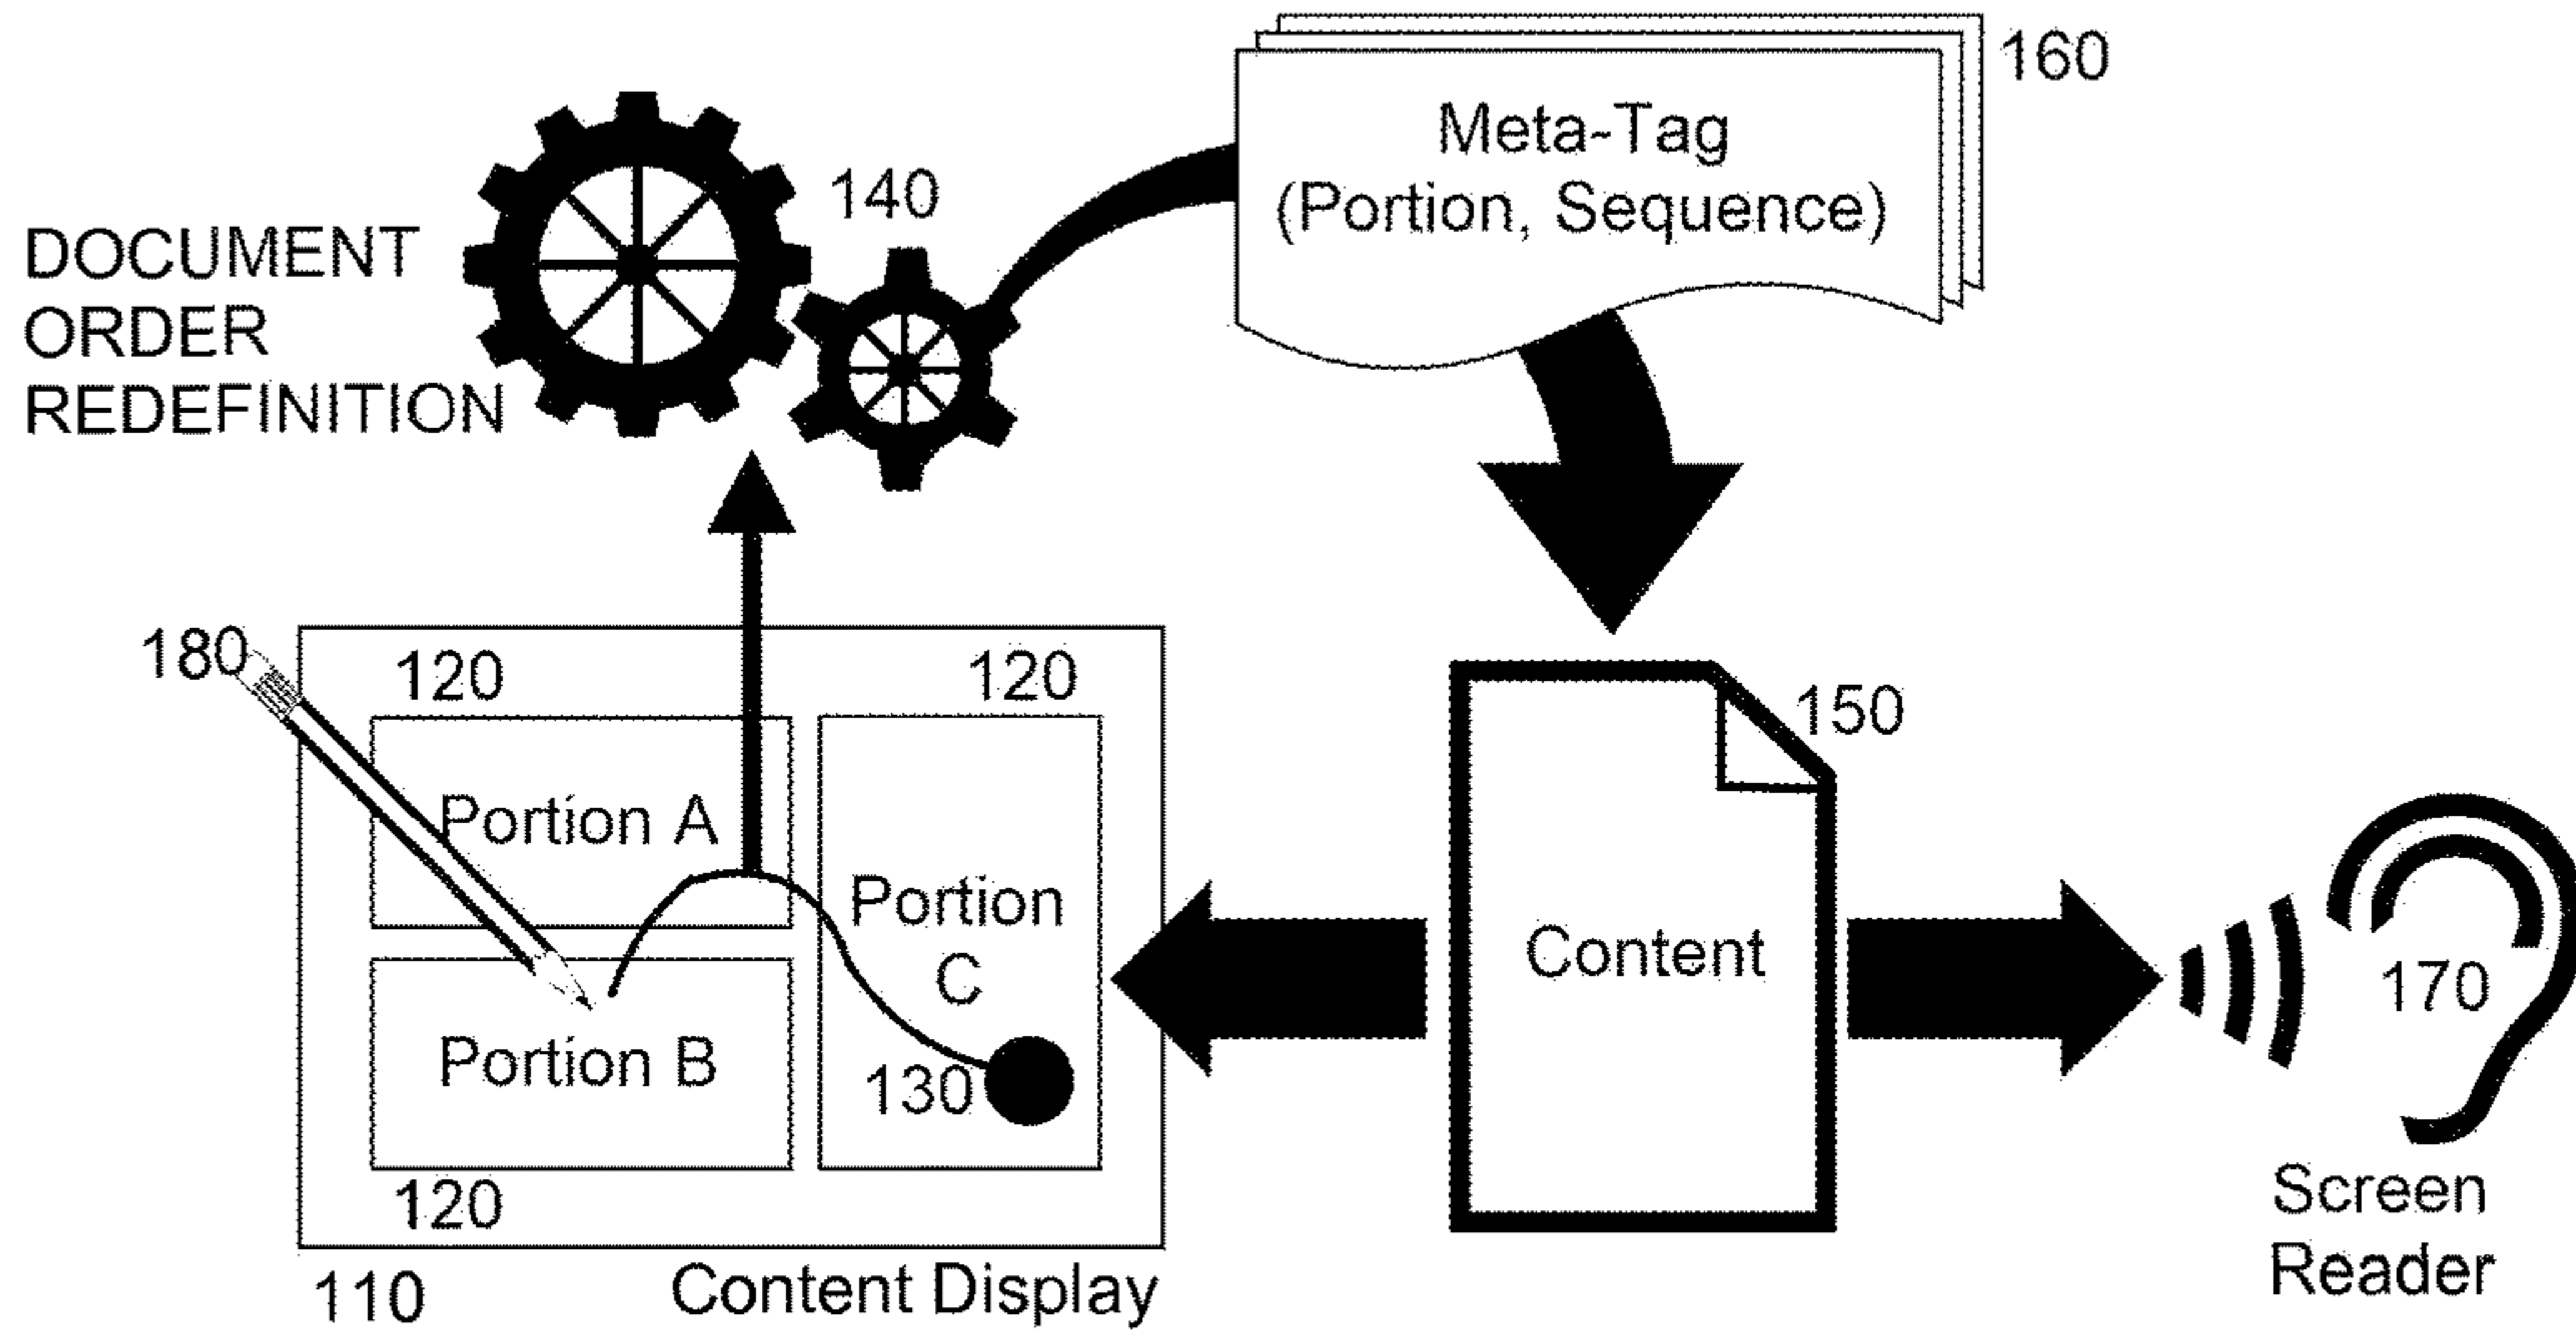 160
Meta-Tag
(Portion, Sequence)
140
DOCUMENT
ORDER
REDEFINITION
180
120
120
150
Portion A
Portion
C
Content
170
Portion B
130
120
Screen
Reader
110
Content Display